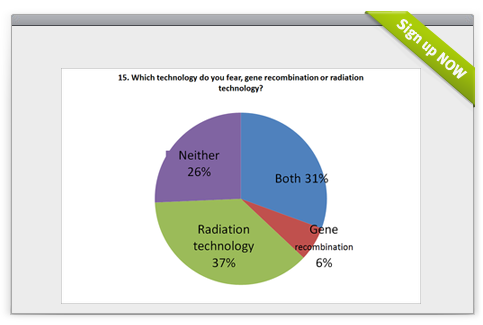 Sign up NOW
15. Which technology do you fear, gene recombination or radiation
technology?
Neither
26%
Both 31%
Radiation
technology
37%
Gene
recombination
6%